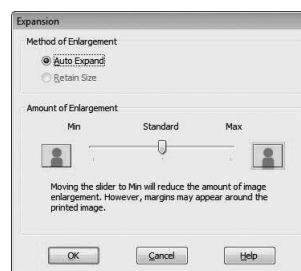 Expansion
Method of Enlargement
Auto Expand
Retain Size
Amount of Enlargement
Min Standard Max
Moving the slider to Min will reduce the amount of image
enlargement. However, margins may appear around the
printed image.
OK Cancel Help